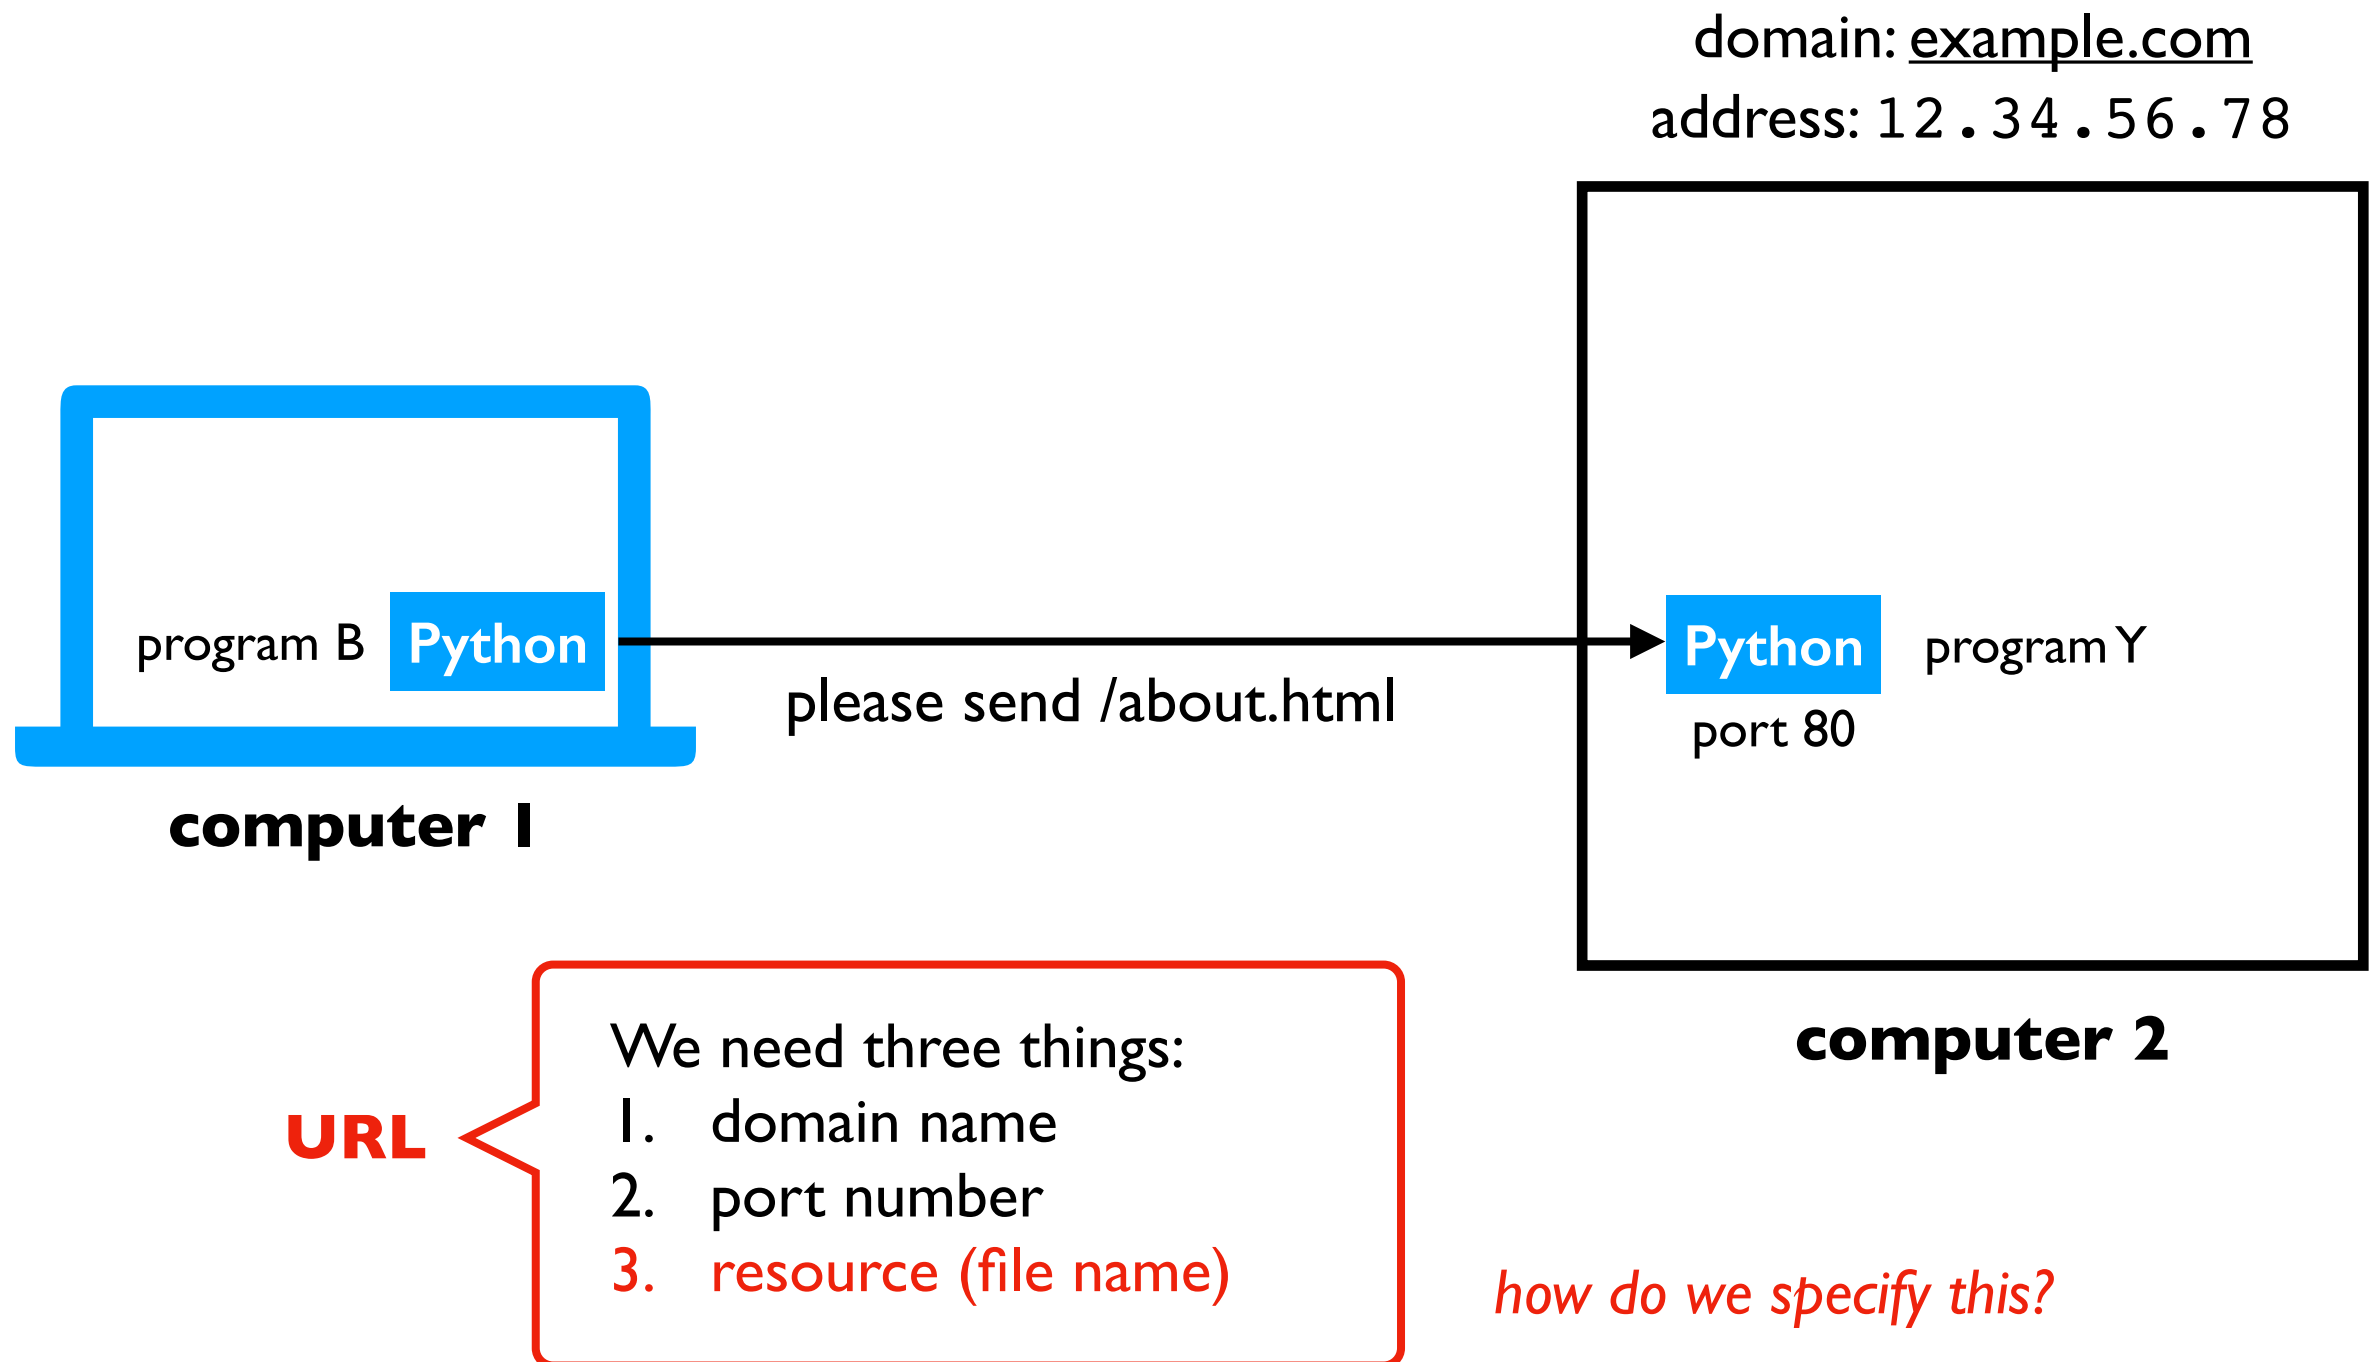 domain: example.com
address: 12.34.56.78
program B
Python
please send /about.html
Python
program Y
port 80
computer 1
computer 2
URL
We need three things:
1. domain name
2. port number
3. resource (file name)
how do we specify this?